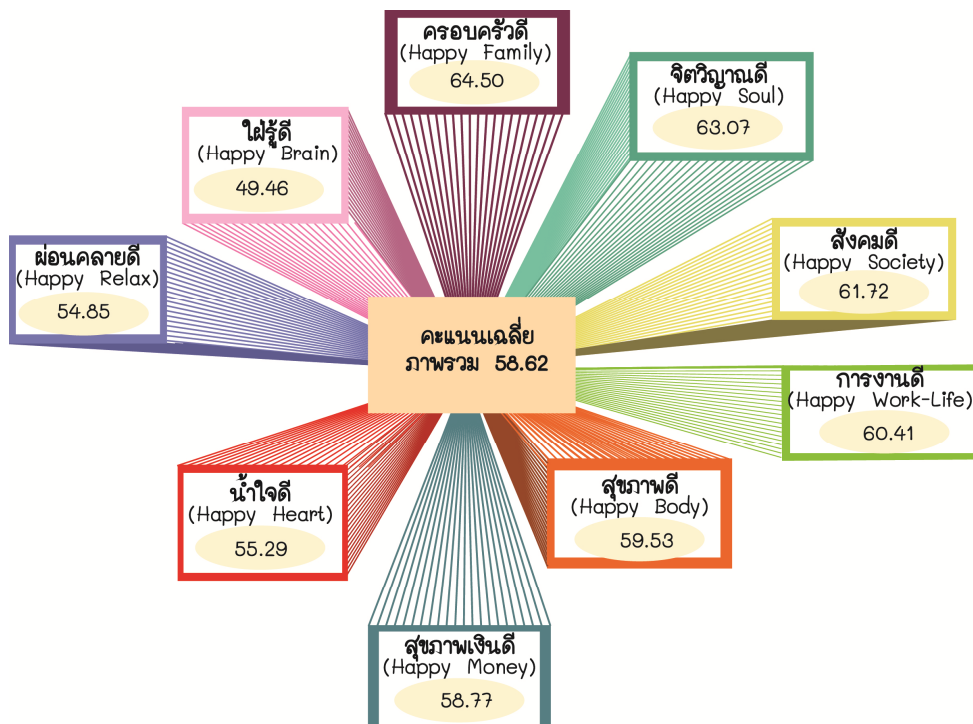 ครอบครัวดี
(Happy Family)
64.50
จิตวิญาณดี
(Happy Soul)
63.07
สังคมดี
(Happy Society)
61.72
การงานดี
(Happy Work-Life)
60.41
สุขภาพดี
(Happy Body)
59.53
สุขภาพเงินดี
(Happy Money)
58.77
น้ำใจดี
(Happy Heart)
55.29
ผ่อนคลายดี
(Happy Relax)
54.85
ใฝ่รู้ดี
(Happy Brain)
49.46
คะแนนเฉลี่ย
ภาพรวม 58.62